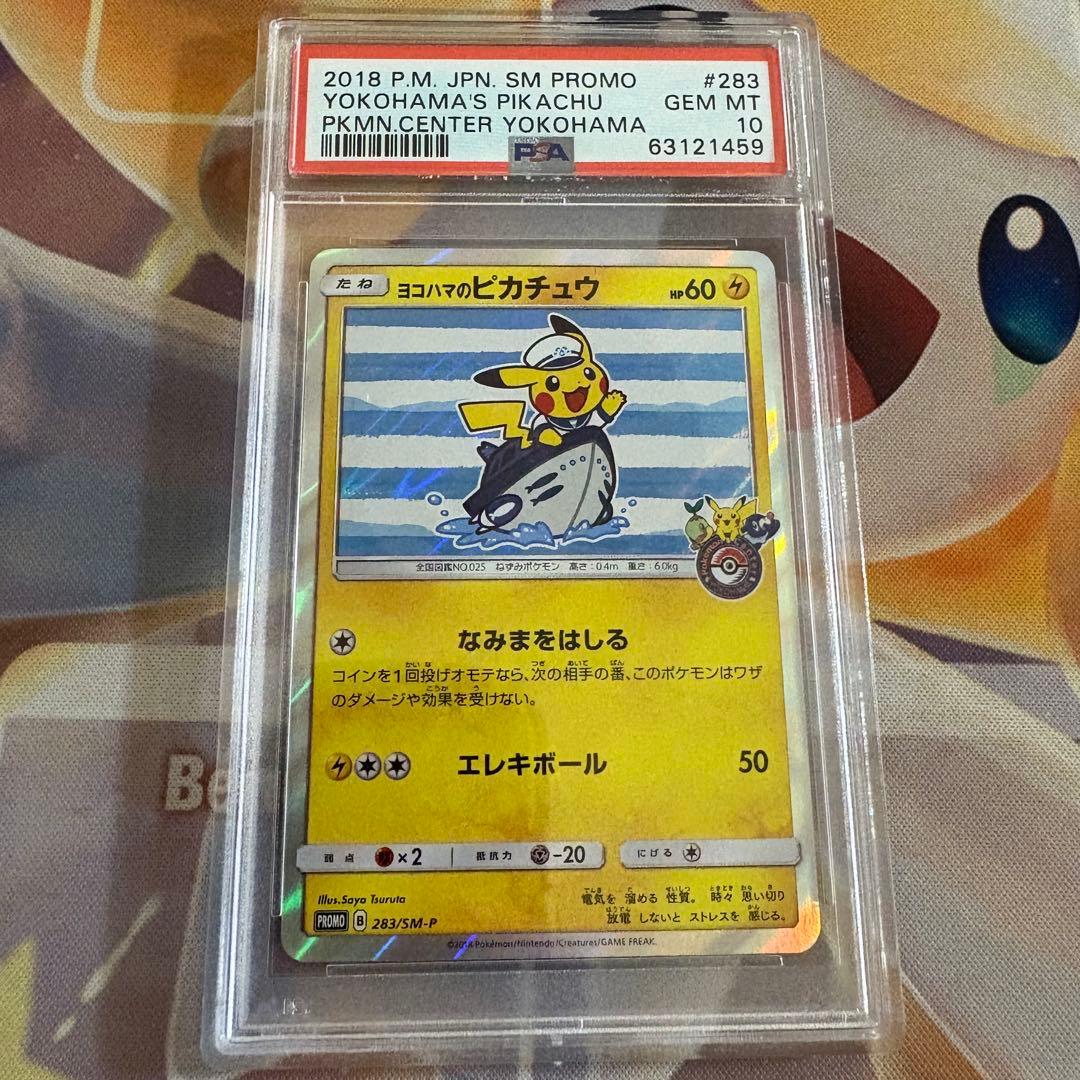 2018 P.M. JPN. SM PROMO #283
YOKOHAMA'S PIKACHU GEM MT
PKMN.CENTER YOKOHAMA 10
PSA 63121459
たね ヨコハマのピカチュウ HP60
全国図鑑NO.025 ねずみポケモン 高さ:0.4m 重さ:6.0kg
なみまをはしる
コインを1回投げオモテなら、次の相手の番、このポケモンはワザ
のダメージや効果を受けない。
エレキボール 50
弱点 ×2 抵抗力 -20 にげる
Illus.Saya Tsuruta
電気を 溜める 性質。 時々 思い切り
放電 しないと ストレスを 感じる。
PROMO B 283/SM-P
©2018 Pokémon/Nintendo/Creatures/GAME FREAK.
Be